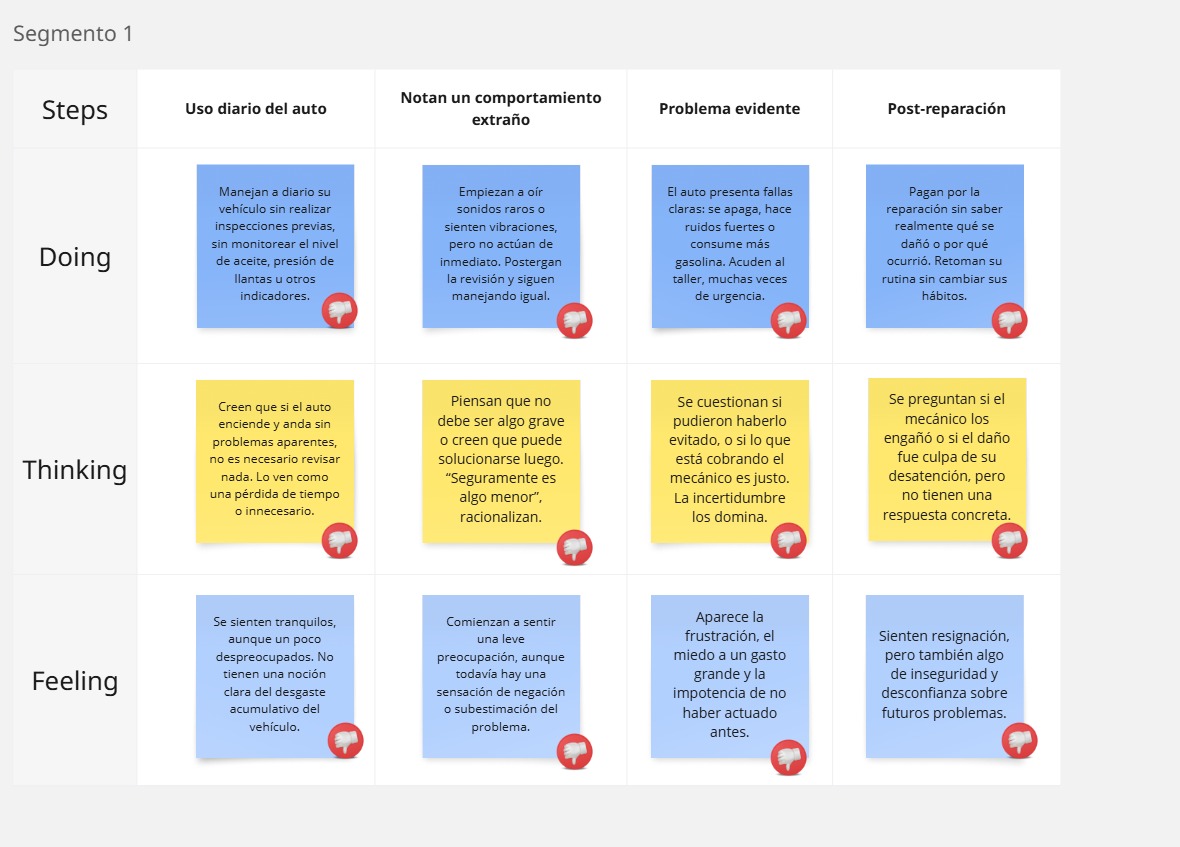 Segmento 1
Steps
Uso diario del auto
Notan un comportamiento
extraño
Problema evidente
Post-reparación
Doing
Manejan a diario su
vehículo sin realizar
inspecciones previas,
sin monitorear el nivel
de aceite, presión de
llantas u otros
indicadores.
Empiezan a oír
sonidos raros o
sienten vibraciones,
pero no actúan de
inmediato. Postergan
la revisión y siguen
manejando igual.
El auto presenta fallas
claras: se apaga, hace
ruidos fuertes o
consume más
gasolina. Acuden al
taller, muchas veces
de urgencia.
Pagan por la
reparación sin saber
realmente qué se
dañó o por qué
ocurrió. Retoman su
rutina sin cambiar sus
hábitos.
Thinking
Creen que si el auto
enciende y anda sin
problemas aparentes,
no es necesario revisar
nada. Lo ven como
una pérdida de tiempo
o innecesario.
Piensan que no
debe ser algo grave
o creen que puede
solucionarse luego.
“Seguramente es
algo menor”,
racionalizan.
Se cuestionan si
pudieron haberlo
evitado, o si lo que
está cobrando el
mecánico es justo.
La incertidumbre
los domina.
Se preguntan si el
mecánico los
engañó o si el daño
fue culpa de su
desatención, pero
no tienen una
respuesta concreta.
Feeling
Se sienten tranquilos,
aunque un poco
despreocupados. No
tienen una noción
clara del desgaste
acumulativo del
vehículo.
Comienzan a sentir
una leve
preocupación, aunque
todavía hay una
sensación de negación
o subestimación del
problema.
Aparece la
frustración, el
miedo a un gasto
grande y la
impotencia de no
haber actuado
antes.
Sienten resignación,
pero también algo
de inseguridad y
desconfianza sobre
futuros problemas.